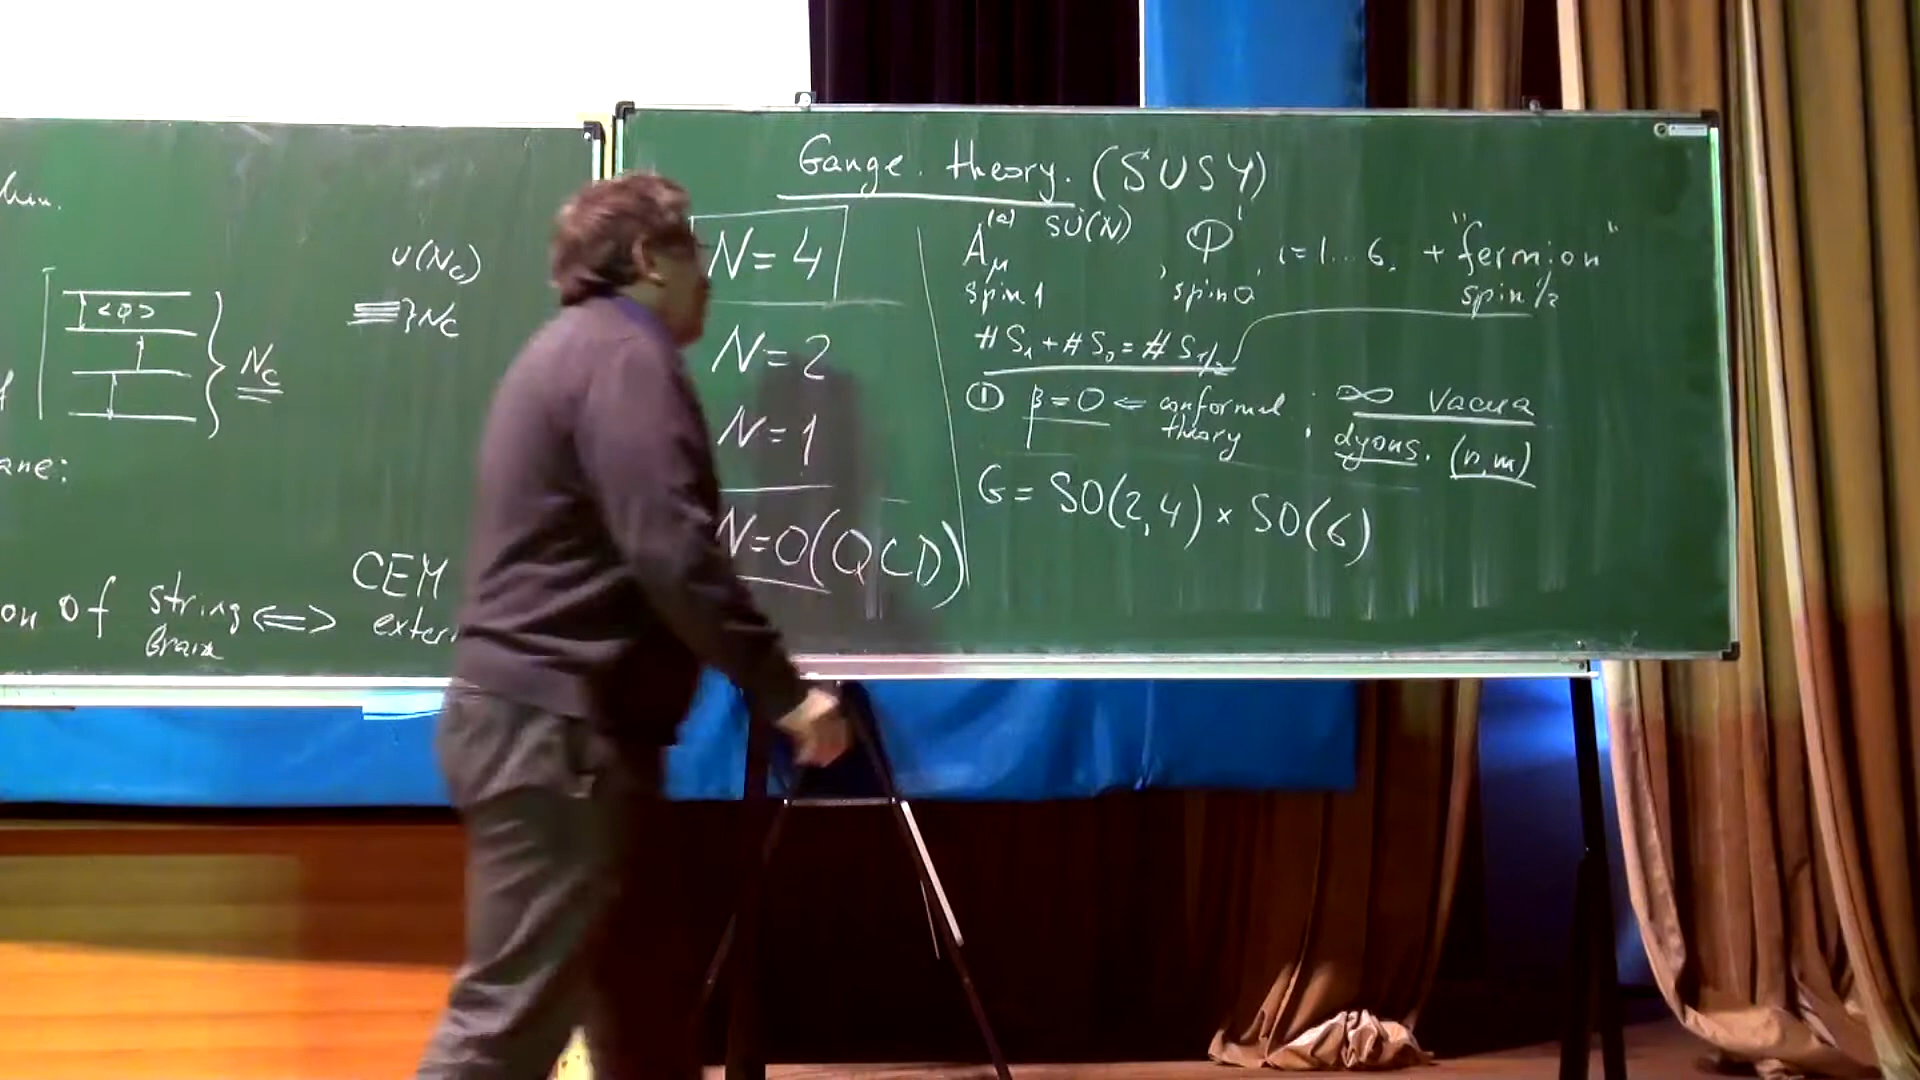 U(N_c)
}N_c
<φ>
} N_c
ane:
CEM
on of string <=> exter
brain
Gange. theory. (SUSY)
N=4
N=2
N=1
N=0(QCD)
A_μ^(a) SU(N), Φ^i, i=1...6, + "fermion"
spin 1 spin 0 spin 1/2
# S_1 + # S_0 = # S_1/2
① β=0 <= conformal theory : ∞ vacua
dyons. (n,m)
G = SO(2,4) × SO(6)